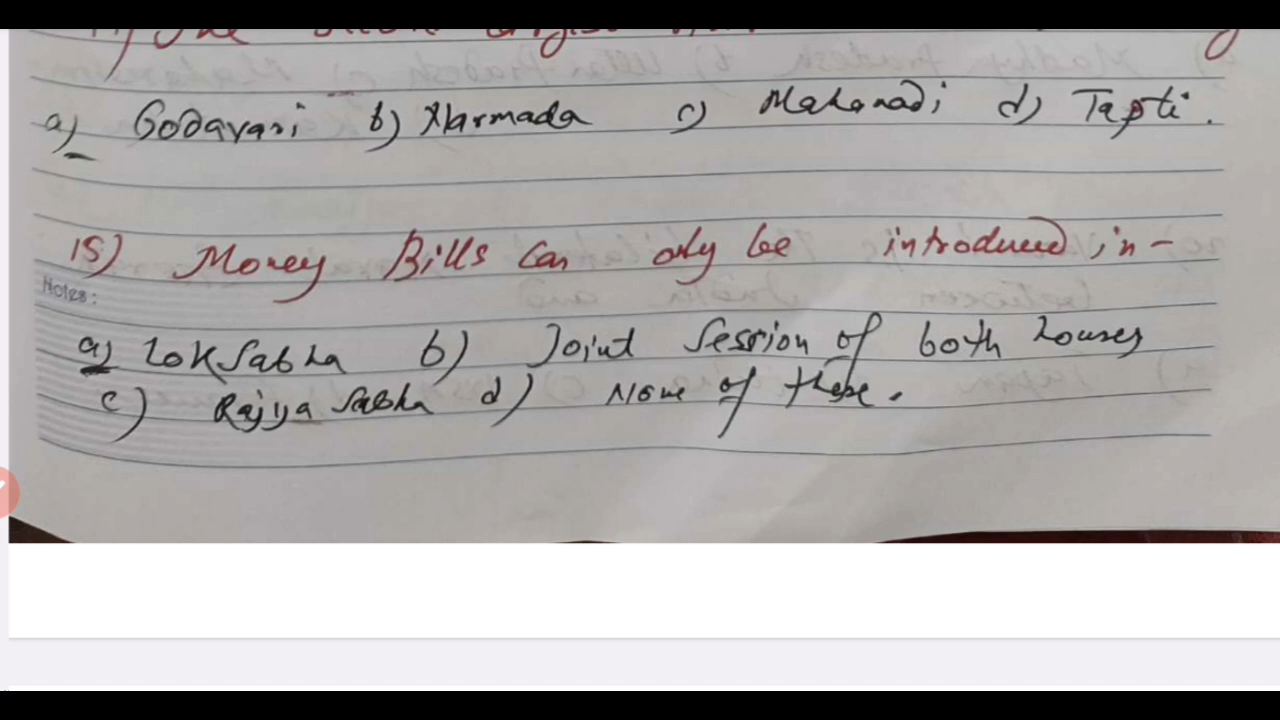 a) Godavari b) Narmada c) Mahanadi d) Tapti.
15) Money Bills can only be introduced in-
Notes:
a) Lok Sabha b) Joint Session of both houses
c) Rajya Sabha d) None of these.